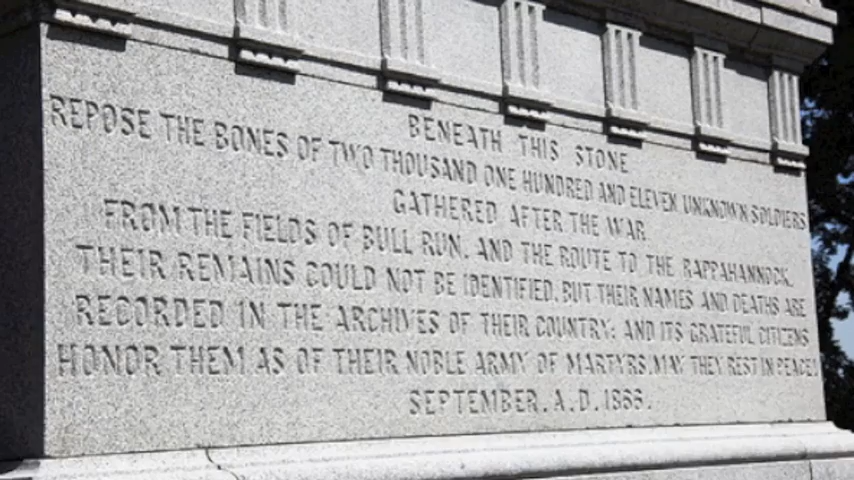 BENEATH THIS STONE
REPOSE THE BONES OF TWO THOUSAND ONE HUNDRED AND ELEVEN UNKNOWN SOLDIERS
GATHERED AFTER THE WAR
FROM THE FIELDS OF BULL RUN, AND THE ROUTE TO THE RAPPAHANNOCK.
THEIR REMAINS COULD NOT BE IDENTIFIED. BUT THEIR NAMES AND DEATHS ARE
RECORDED IN THE ARCHIVES OF THEIR COUNTRY; AND ITS GRATEFUL CITIZENS
HONOR THEM AS OF THEIR NOBLE ARMY OF MARTYRS. MAY THEY REST IN PEACE!
SEPTEMBER. A. D. 1866.